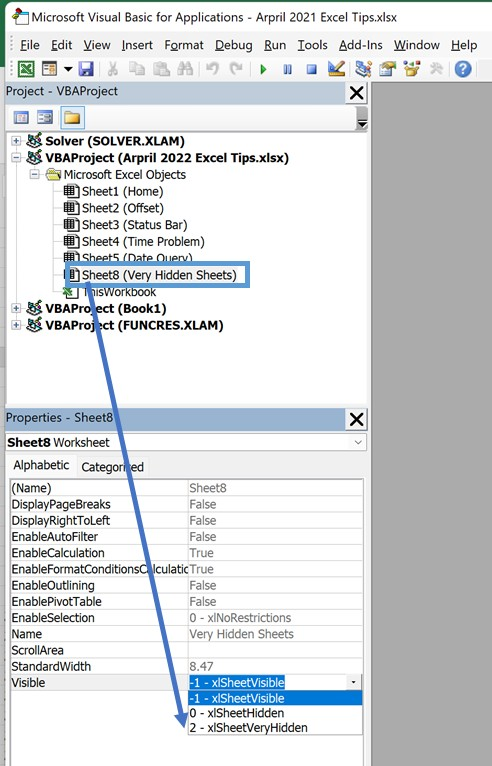 Microsoft Visual Basic for Applications - Arpril 2021 Excel Tips.xlsx
File Edit View Insert Format Debug Run Tools Add-Ins Window Help
Project - VBAProject
Solver (SOLVER.XLAM)
VBAProject (Arpril 2022 Excel Tips.xlsx)
Microsoft Excel Objects
Sheet1 (Home)
Sheet2 (Offset)
Sheet3 (Status Bar)
Sheet4 (Time Problem)
Sheet5 (Date Query)
Sheet8 (Very Hidden Sheets)
ThisWorkbook
VBAProject (Book1)
VBAProject (FUNCRES.XLAM)
Properties - Sheet8
Sheet8 Worksheet
Alphabetic Categorized
(Name) Sheet8
DisplayPageBreaks False
DisplayRightToLeft False
EnableAutoFilter False
EnableCalculation True
EnableFormatConditionsCalculatic True
EnableOutlining False
EnablePivotTable False
EnableSelection 0 - xlNoRestrictions
Name Very Hidden Sheets
ScrollArea
StandardWidth 8.47
Visible -1 - xlSheetVisible
-1 - xlSheetVisible
0 - xlSheetHidden
2 - xlSheetVeryHidden